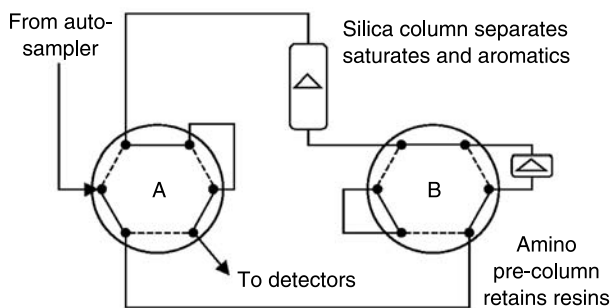 From auto-
sampler
Silica column separates
saturates and aromatics
A
B
To detectors
Amino
pre-column
retains resins